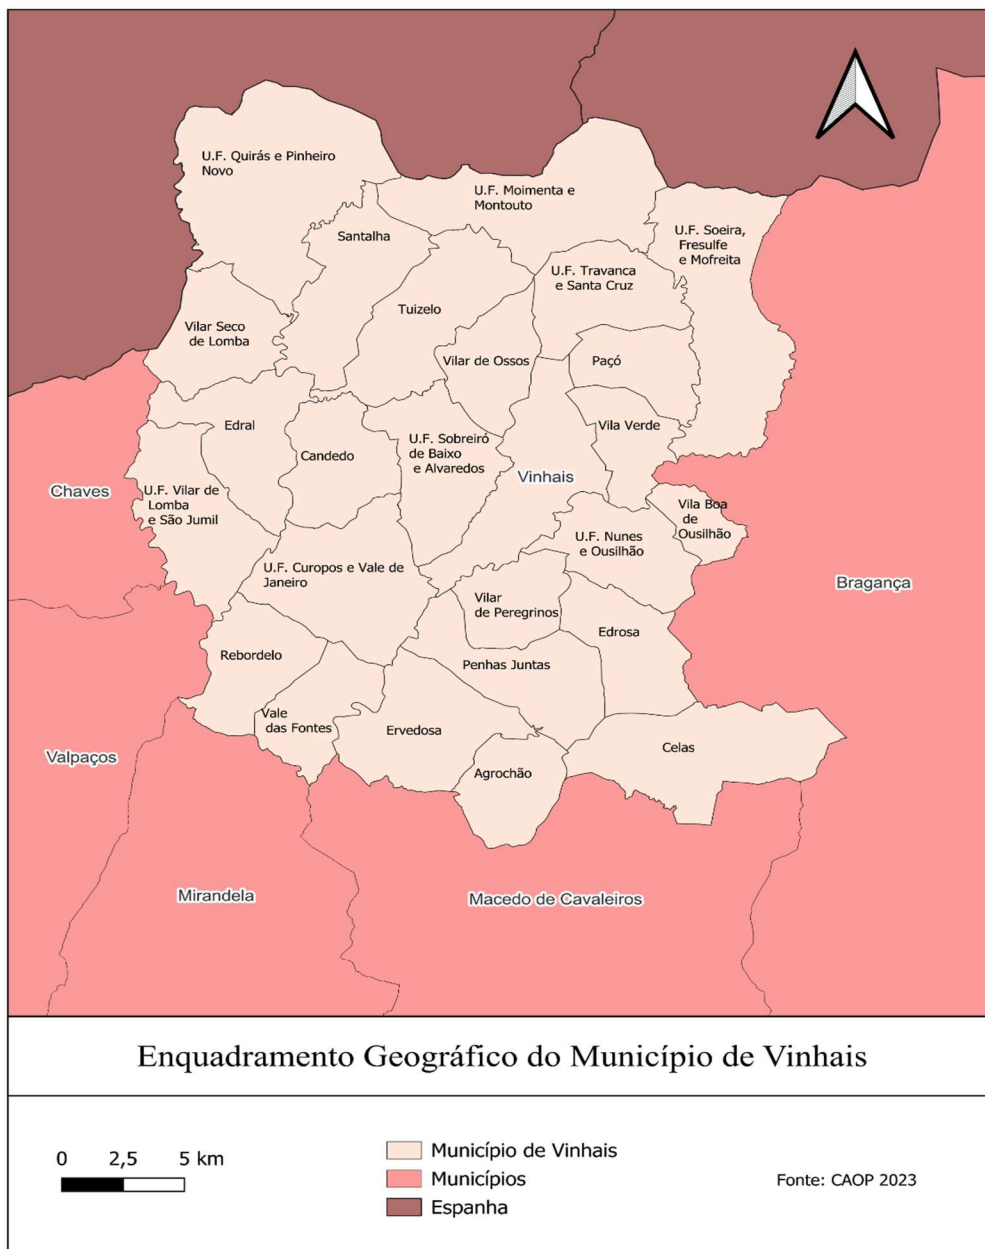 U.F. Quirás e Pinheiro
Novo
U.F. Moimenta e
Montouto
Santalha
U.F. Soeira,
Fresulfe
e Mofreita
U.F. Travanca
e Santa Cruz
Tuizelo
Vilar Seco
de Lomba
Vilar de Ossos
Paçó
Edral
Candedo
U.F. Sobreiró
de Baixo
e Alvaredos
Vila Verde
Vinhais
Chaves
U.F. Vilar de
Lomba
e São Jumil
Vila Boa
de
Ousilhão
U.F. Nunes
e Ousilhão
U.F. Curopos e Vale de
Janeiro
Bragança
Vilar
de Peregrinos
Edrosa
Rebordelo
Penhas Juntas
Vale
das Fontes
Ervedosa
Celas
Valpaços
Agrochão
Mirandela
Macedo de Cavaleiros
Enquadramento Geográfico do Município de Vinhais
0 2,5 5 km
Município de Vinhais
Municípios
Espanha
Fonte: CAOP 2023